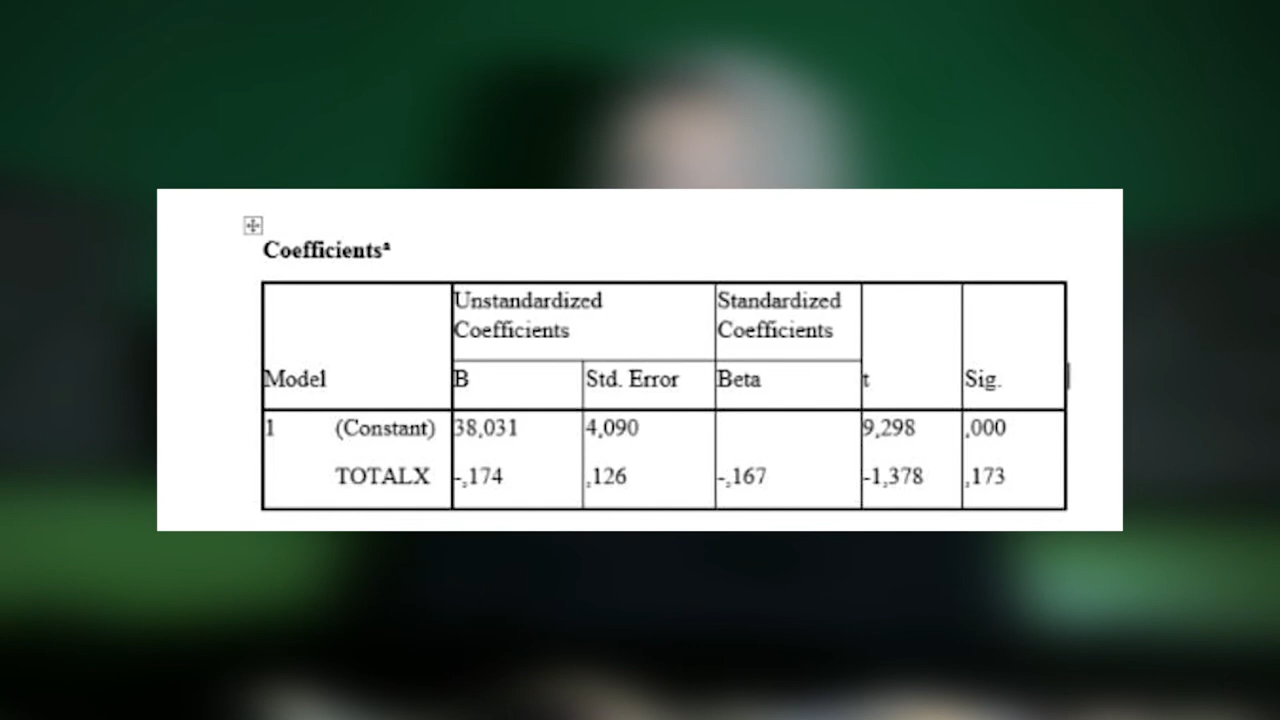 Coefficientsª
Unstandardized Standardized
Coefficients Coefficients
Model B Std. Error Beta t Sig.
1 (Constant) 38,031 4,090 9,298 ,000
TOTALX -,174 ,126 -,167 -1,378 ,173